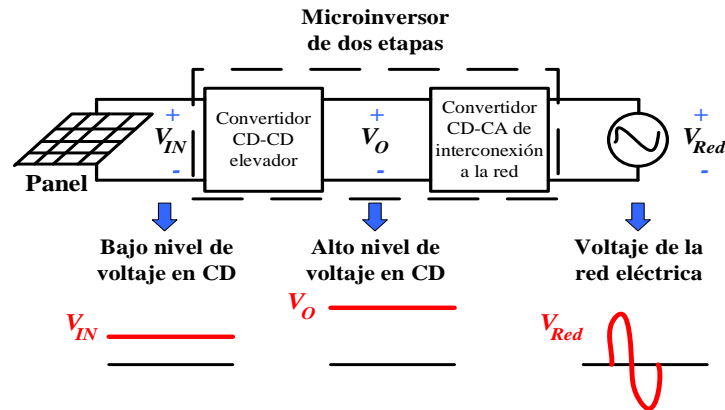 Microinversor
de dos etapas
Convertidor
CD-CD
elevador
Convertidor
CD-CA de
interconexión
a la red
+
V_IN
-
+
V_O
-
+
V_Red
-
Panel
Bajo nivel de
voltaje en CD
Alto nivel de
voltaje en CD
Voltaje de la
red eléctrica
V_IN
V_O
V_Red